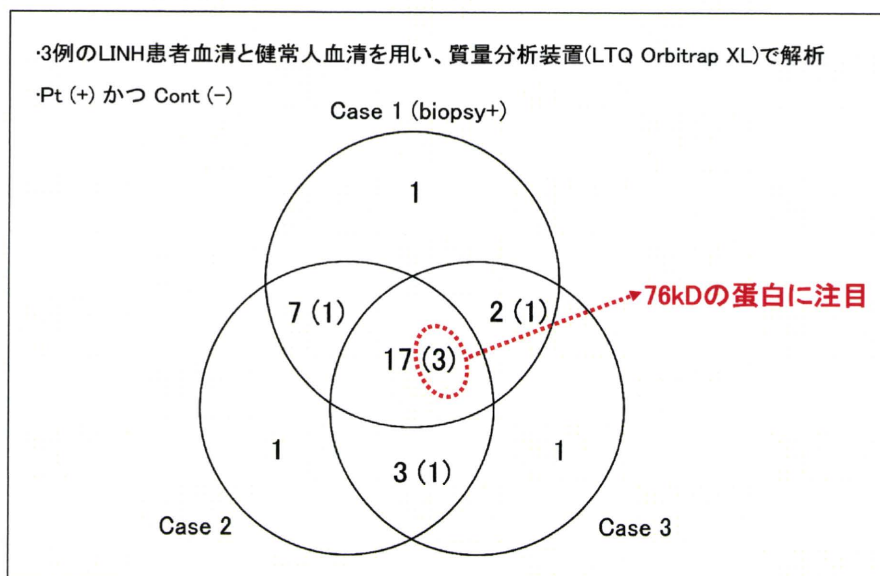 ·3例のLINH患者血清と健常人血清を用い、質量分析装置(LTQ Orbitrap XL)で解析
·Pt (+) かつ Cont (-)
Case 1 (biopsy+)
1
7 (1)
2 (1)
76kDの蛋白に注目
17 (3)
1
1
3 (1)
Case 2
Case 3